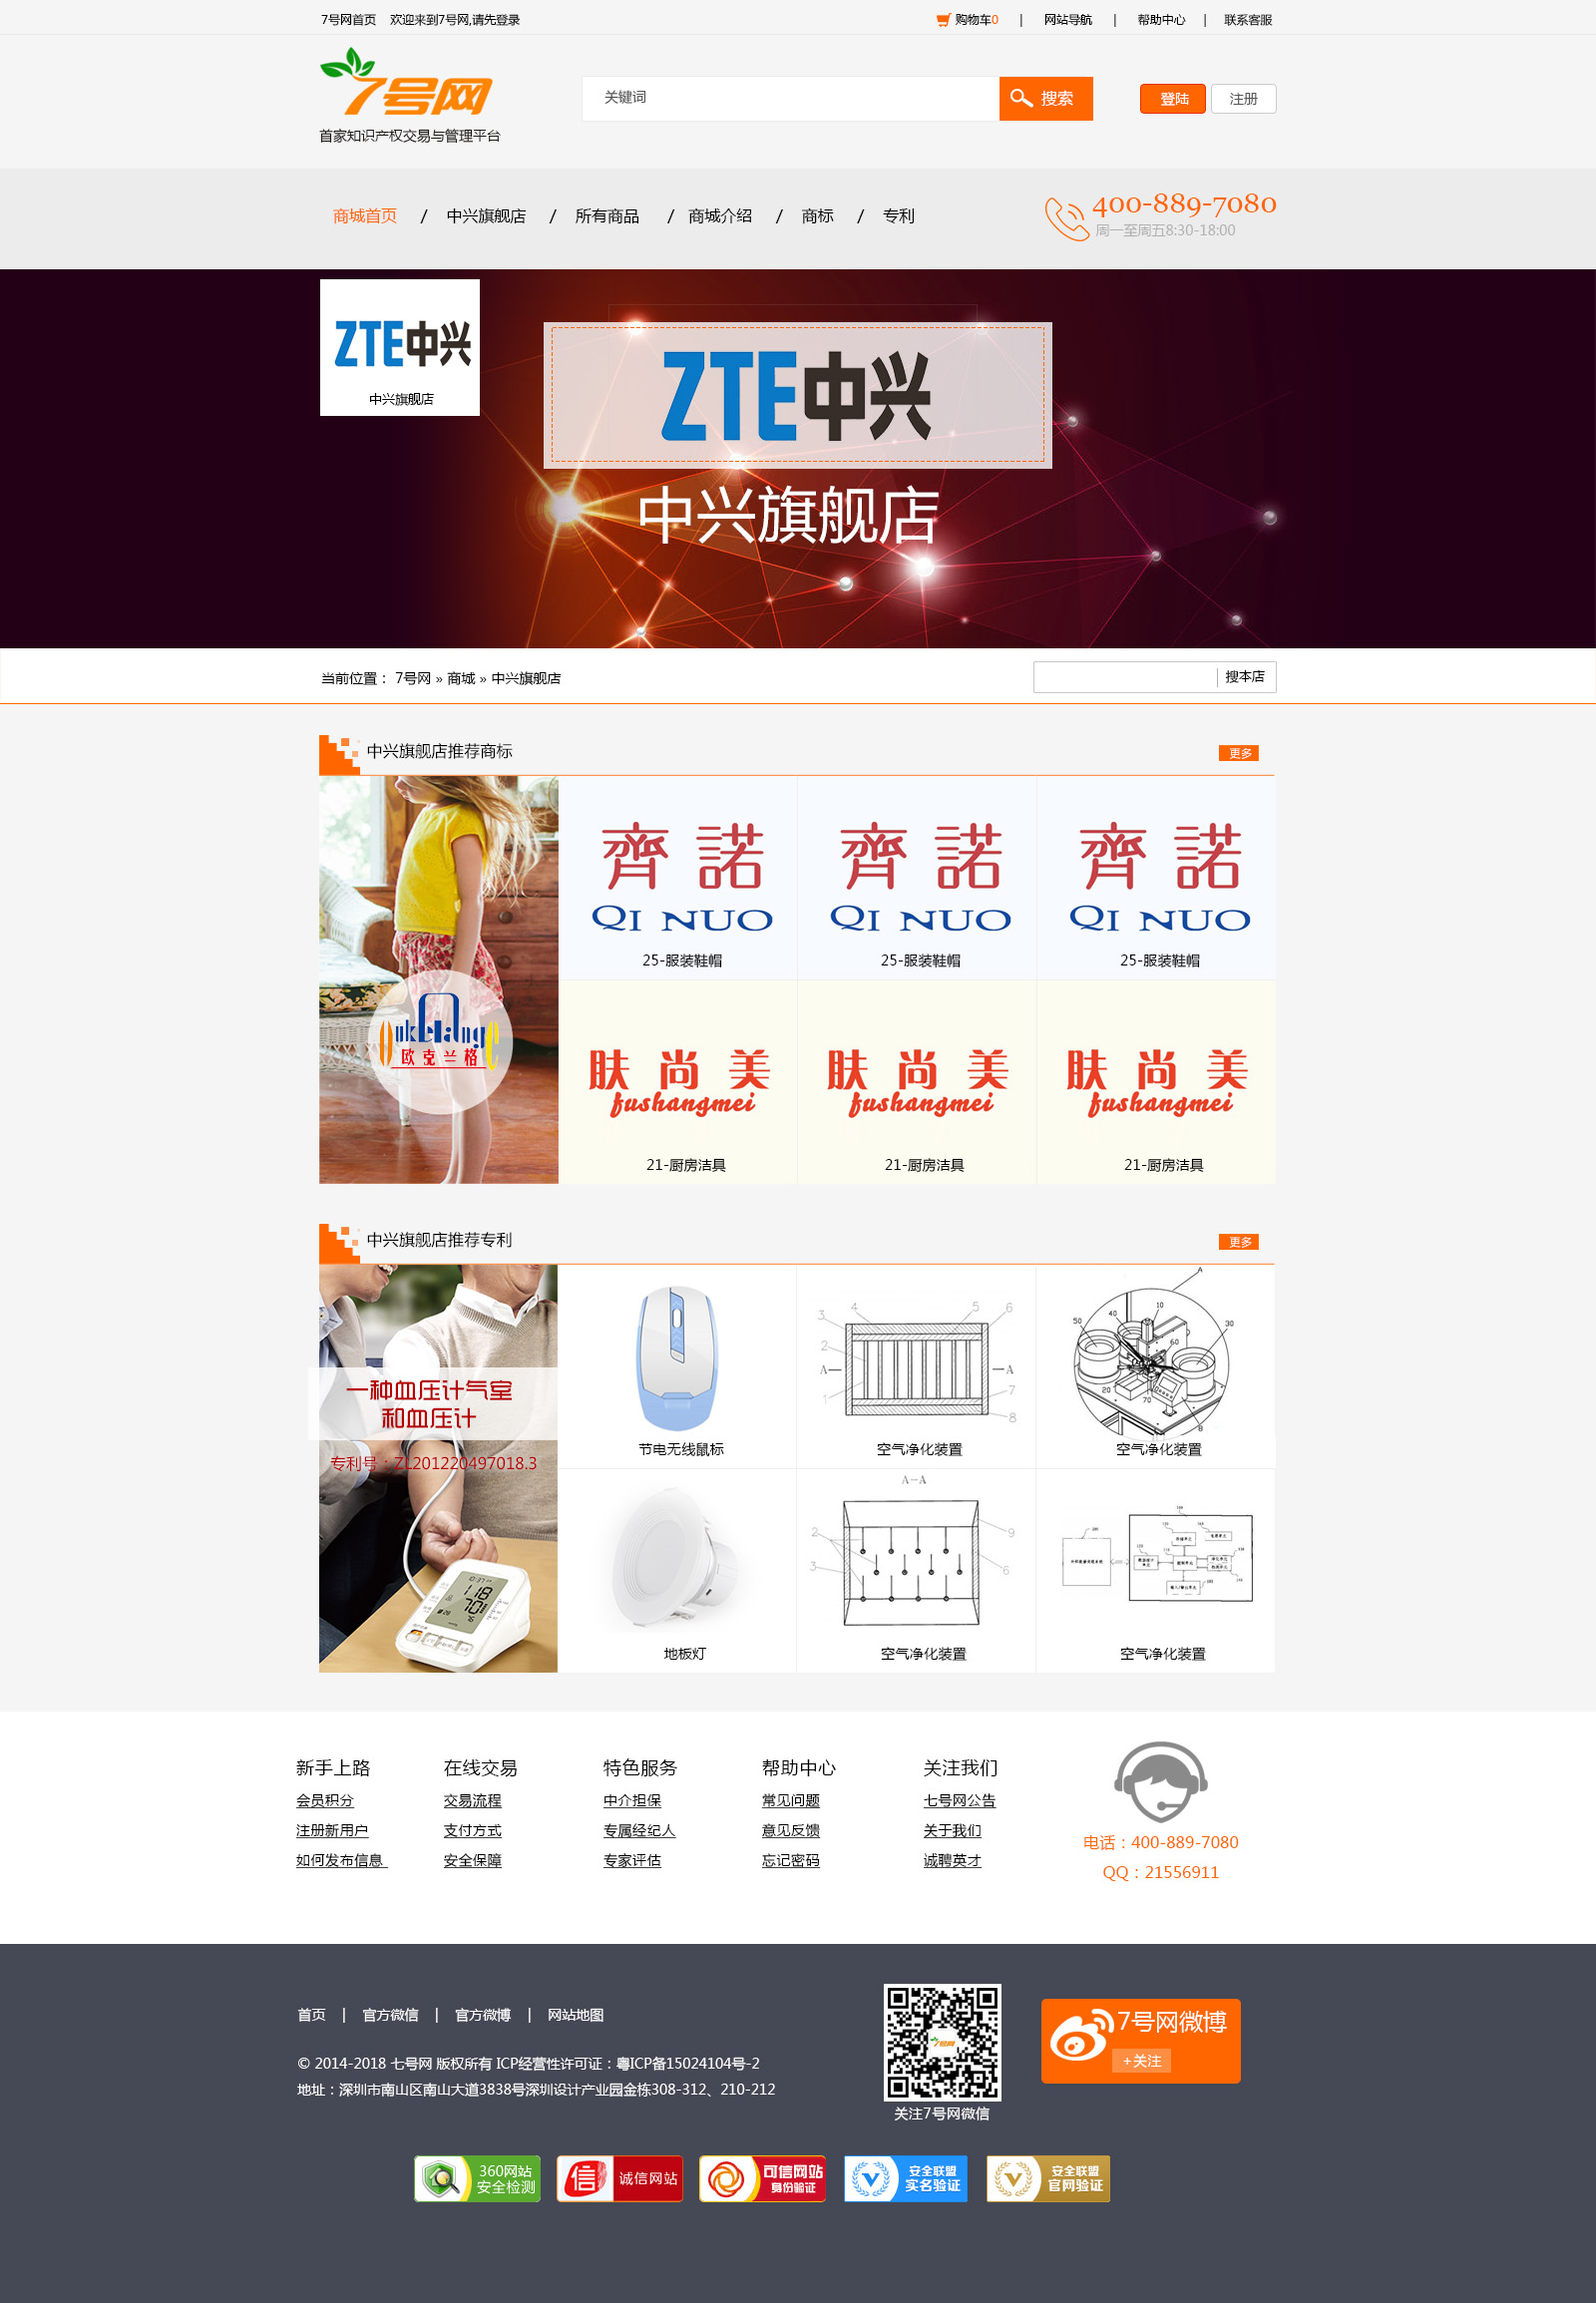 7号网首页 欢迎来到7号网,请先登录 购物车0 | 网站导航 | 帮助中心 | 联系客服
7号网
首家知识产权交易与管理平台
关键词 搜索 登陆 注册
商城首页 / 中兴旗舰店 / 所有商品 / 商城介绍 / 商标 / 专利
400-889-7080
周一至周五8:30-18:00
ZTE中兴
中兴旗舰店
ZTE中兴
中兴旗舰店
当前位置： 7号网 » 商城 » 中兴旗舰店 搜本店
中兴旗舰店推荐商标 更多
齊 諾 齊 諾 齊 諾
QI NUO QI NUO QI NUO
25-服装鞋帽 25-服装鞋帽 25-服装鞋帽
欧克兰格
肤尚美 肤尚美 肤尚美
fushangmei fushangmei fushangmei
21-厨房洁具 21-厨房洁具 21-厨房洁具
中兴旗舰店推荐专利 更多
一种血压计气室
和血压计
专利号：ZL201220497018.3
118
70
3 4 5 6
2
A A
1 7
8
A
10
40
50 30
60
20
70
B
节电无线鼠标 空气净化装置 空气净化装置
A-A
2 9
3 6
地板灯 空气净化装置 空气净化装置
新手上路 在线交易 特色服务 帮助中心 关注我们
会员积分 交易流程 中介担保 常见问题 七号网公告
注册新用户 支付方式 专属经纪人 意见反馈 关于我们
如何发布信息 安全保障 专家评估 忘记密码 诚聘英才
电话：400-889-7080
QQ：21556911
首页 | 官方微信 | 官方微博 | 网站地图
© 2014-2018 七号网 版权所有 ICP经营性许可证：粤ICP备15024104号-2
地址：深圳市南山区南山大道3838号深圳设计产业园金栋308-312、210-212
7号网
关注7号网微信
7号网微博
+关注
360网站
安全检测
信 诚信网站
可信网站
身份验证
安全联盟
实名验证
安全联盟
官网验证